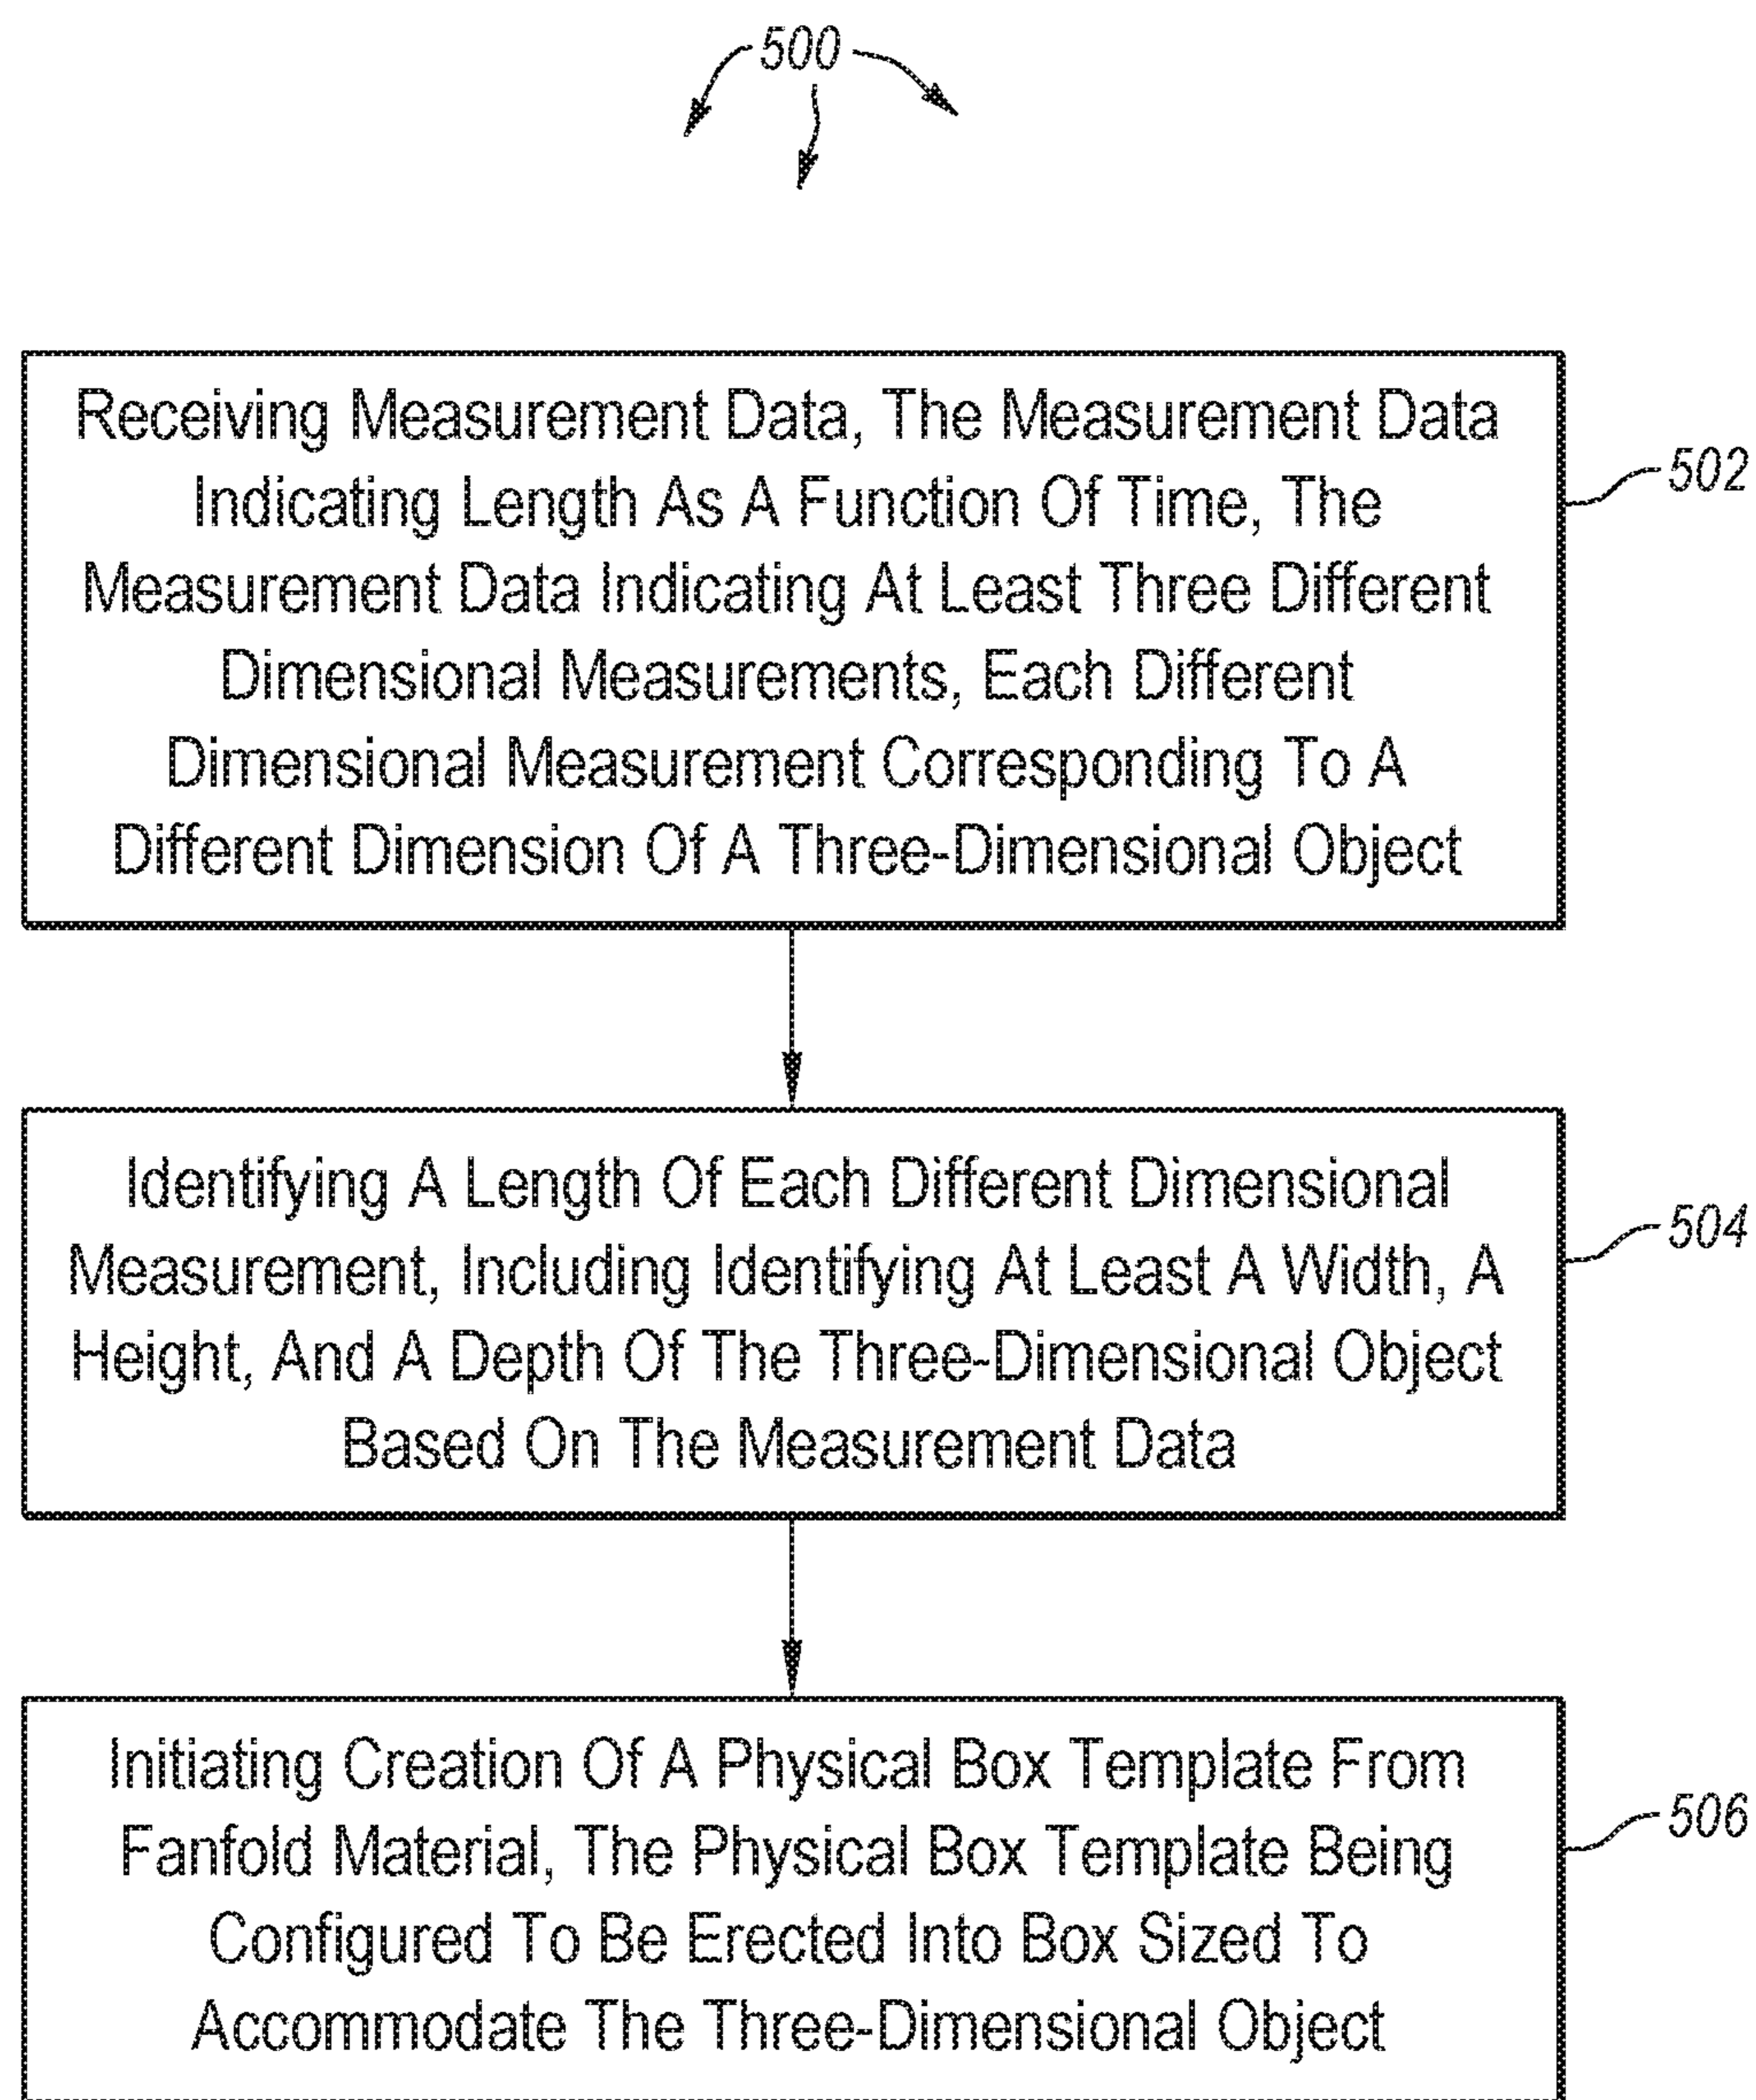 500
Receiving Measurement Data, The Measurement Data
Indicating Length As A Function Of Time, The
Measurement Data Indicating At Least Three Different
Dimensional Measurements, Each Different
Dimensional Measurement Corresponding To A
Different Dimension Of A Three-Dimensional Object
502
Identifying A Length Of Each Different Dimensional
Measurement, Including Identifying At Least A Width, A
Height, And A Depth Of The Three-Dimensional Object
Based On The Measurement Data
504
Initiating Creation Of A Physical Box Template From
Fanfold Material, The Physical Box Template Being
Configured To Be Erected Into Box Sized To
Accommodate The Three-Dimensional Object
506